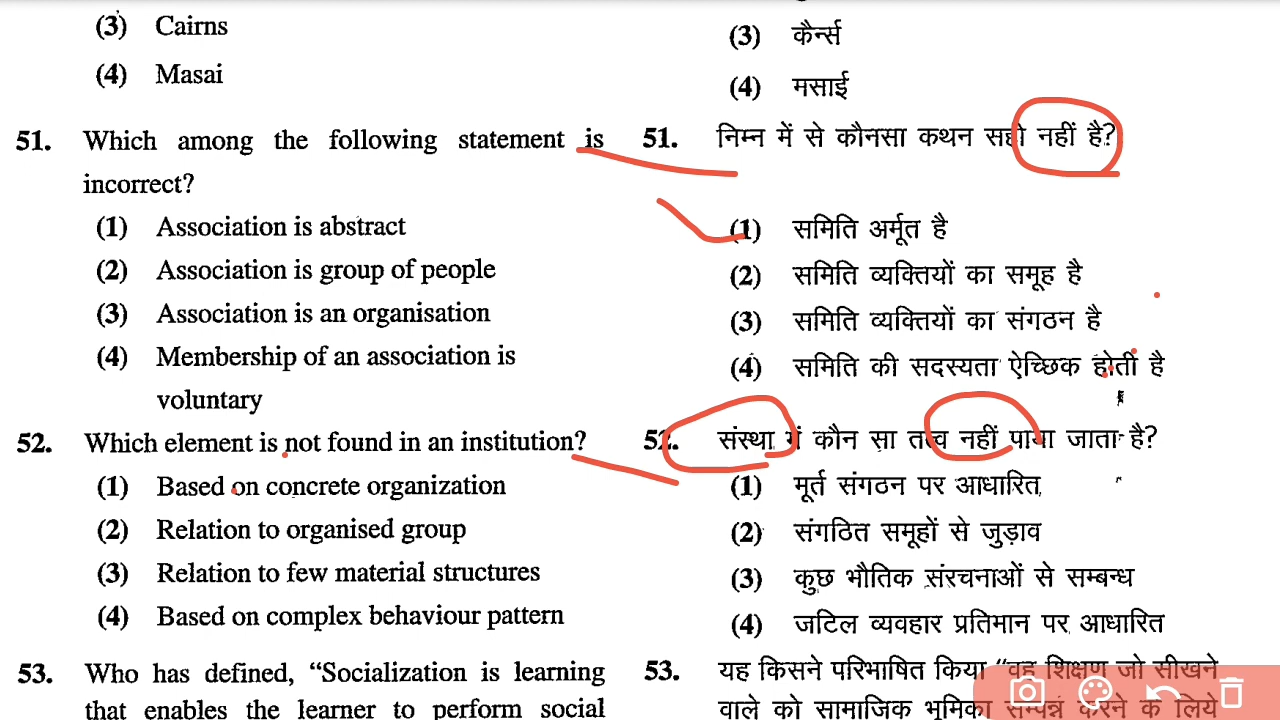 (3) Cairns
(4) Masai
51. Which among the following statement is
incorrect?
(1) Association is abstract
(2) Association is group of people
(3) Association is an organisation
(4) Membership of an association is
voluntary
52. Which element is not found in an institution?
(1) Based on concrete organization
(2) Relation to organised group
(3) Relation to few material structures
(4) Based on complex behaviour pattern
53. Who has defined, “Socialization is learning
that enables the learner to perform social
(3) कैर्न्स
(4) मसाई
51. निम्न में से कौनसा कथन सही नहीं है?
(1) समिति अर्मूत है
(2) समिति व्यक्तियों का समूह है
(3) समिति व्यक्तियों का संगठन है
(4) समिति की सदस्यता ऐच्छिक होती है
52. संस्था में कौन सा तत्त्व नहीं पाया जाता है?
(1) मूर्त संगठन पर आधारित
(2) संगठित समूहों से जुड़ाव
(3) कुछ भौतिक संरचनाओं से सम्बन्ध
(4) जटिल व्यवहार प्रतिमान पर आधारित
53. यह किसने परिभाषित किया “वह शिक्षण जो सीखने
वाले को सामाजिक भूमिका सम्पन्न करने के लिये